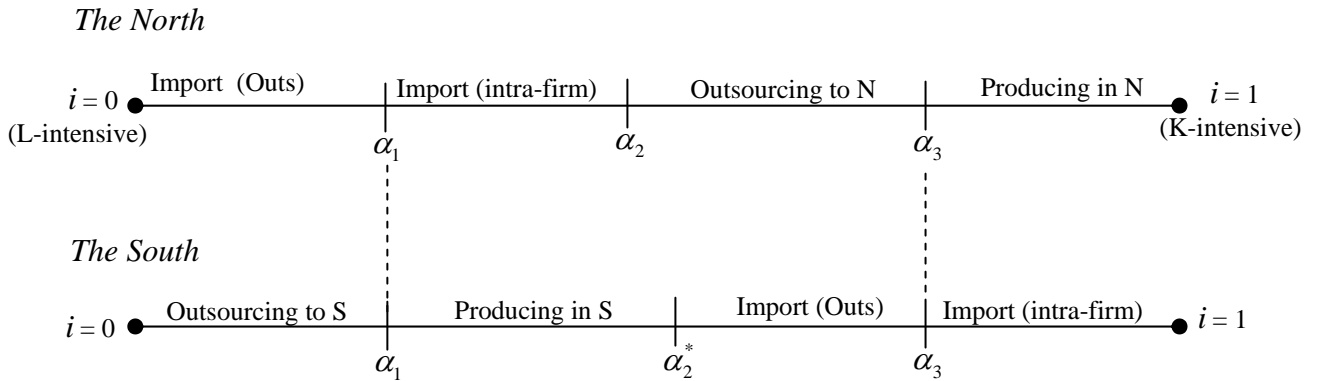 The North
Import (Outs) Import (intra-firm) Outsourcing to N Producing in N
i = 0 i = 1
(L-intensive) (K-intensive)
α₁ α₂ α₃
The South
Outsourcing to S Producing in S Import (Outs) Import (intra-firm)
i = 0 i = 1
α₁ α₂* α₃